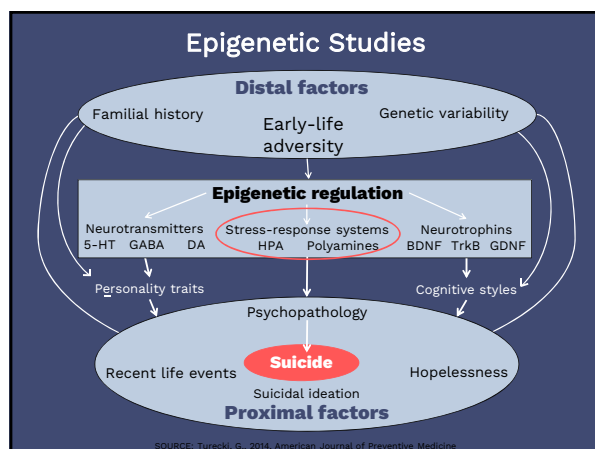 Epigenetic Studies
Distal factors
Familial history
Genetic variability
Early-life
adversity
Epigenetic regulation
Neurotransmitters
5-HT GABA DA
Stress-response systems
HPA Polyamines
Neurotrophins
BDNF TrkB GDNF
Personality traits
Cognitive styles
Psychopathology
Suicide
Recent life events
Hopelessness
Suicidal ideation
Proximal factors
SOURCE: Turecki, G., 2014, American Journal of Preventive Medicine